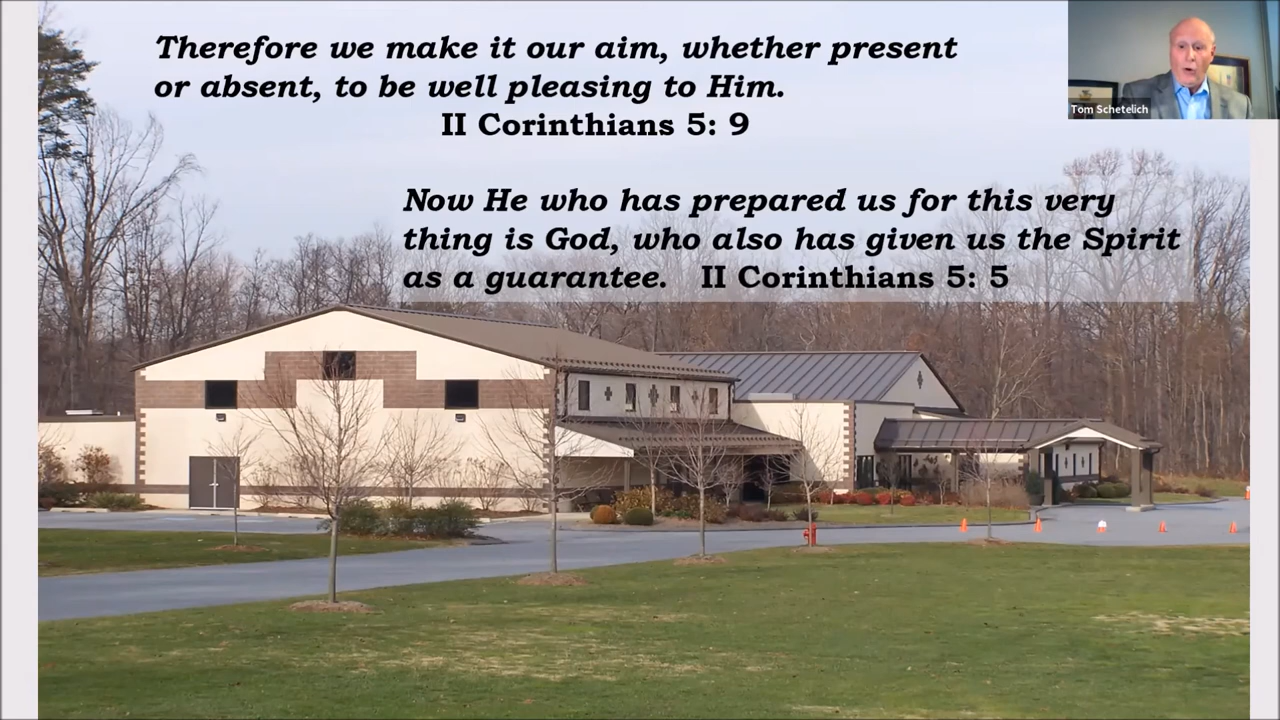 Therefore we make it our aim, whether present
or absent, to be well pleasing to Him.
II Corinthians 5: 9
Now He who has prepared us for this very
thing is God, who also has given us the Spirit
as a guarantee. II Corinthians 5: 5
Tom Schetelich